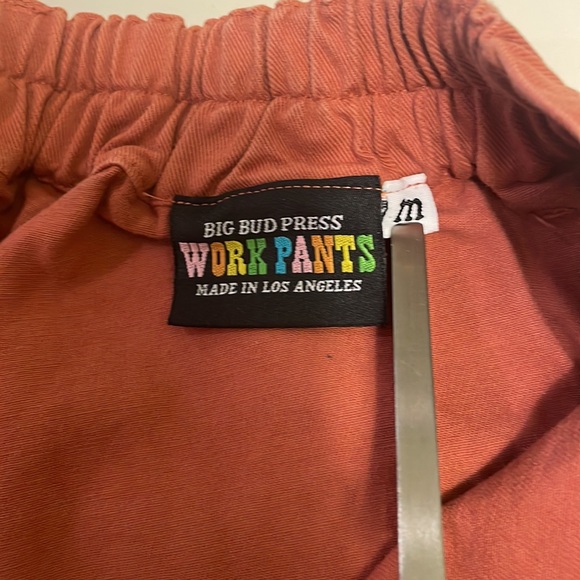 BIG BUD PRESS
WORK PANTS
MADE IN LOS ANGELES
m